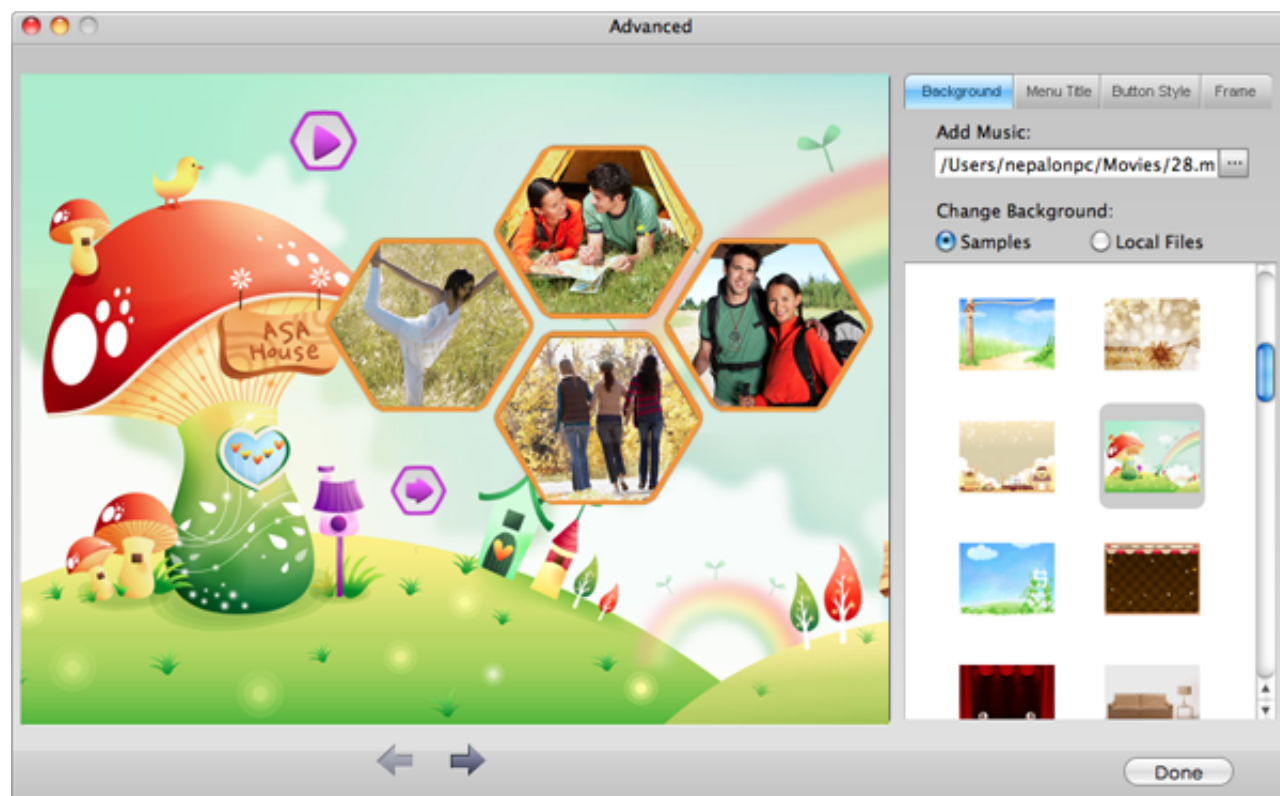 Advanced
Background Menu Title Button Style Frame
Add Music:
/Users/nepalonpc/Movies/28.m ...
Change Background:
Samples Local Files
ASA
House
Done